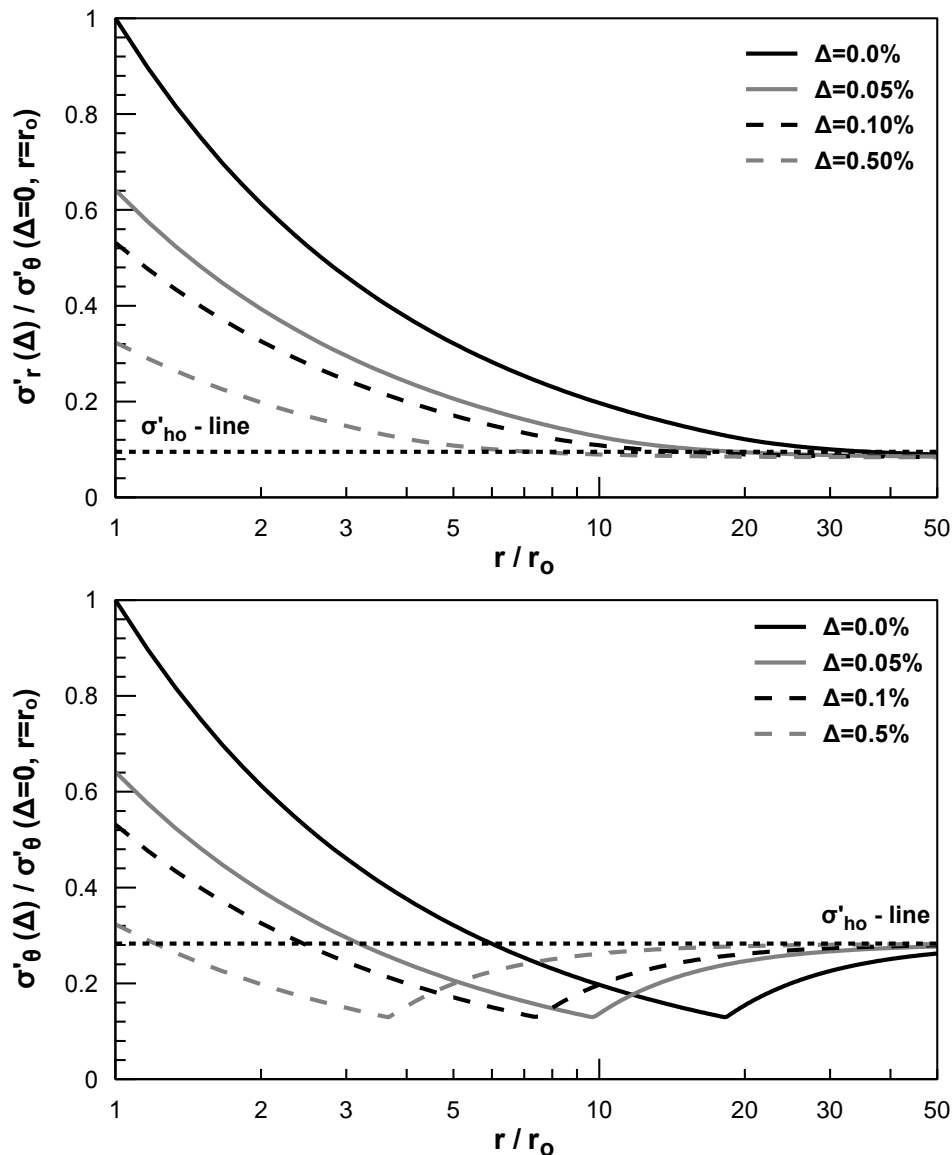 σ'r (Δ) / σ'θ (Δ=0, r=ro)
1
0.8
0.6
0.4
0.2
0
Δ=0.0%
Δ=0.05%
Δ=0.10%
Δ=0.50%
σ'ho - line
1 2 3 5 10 20 30 50
r / ro
σ'θ (Δ) / σ'θ (Δ=0, r=ro)
1
0.8
0.6
0.4
0.2
0
Δ=0.0%
Δ=0.05%
Δ=0.1%
Δ=0.5%
σ'ho - line
1 2 3 5 10 20 30 50
r / ro